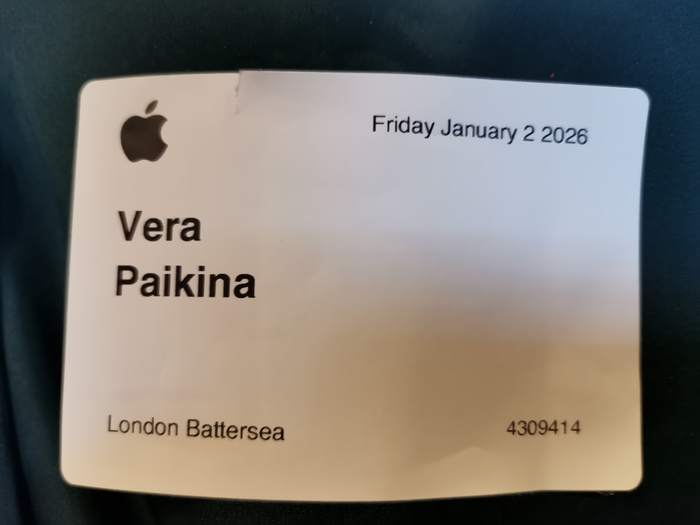 Friday January 2 2026
Vera
Paikina
London Battersea
4309414